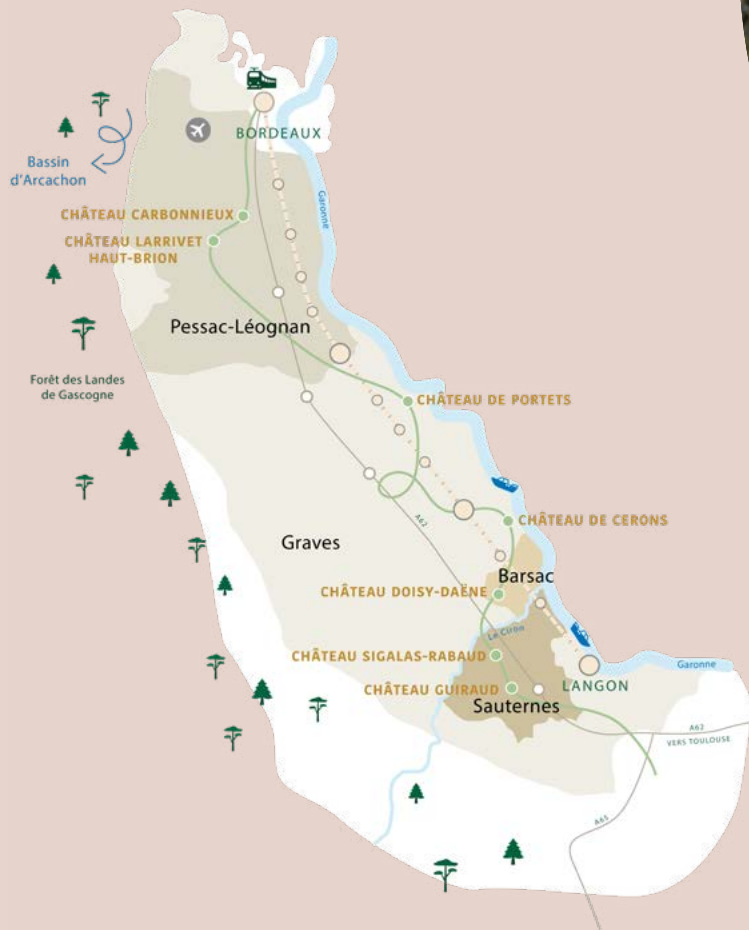 BORDEAUX
Bassin
d'Arcachon
Garonne
CHÂTEAU CARBONNIEUX
CHÂTEAU LARRIVET
HAUT-BRION
Pessac-Léognan
Forêt des Landes
de Gascogne
CHÂTEAU DE PORTETS
A62
CHÂTEAU DE CERONS
Graves
Barsac
CHÂTEAU DOISY-DAËNE
Le Ciron
CHÂTEAU SIGALAS-RABAUD
Garonne
CHÂTEAU GUIRAUD
LANGON
Sauternes
A62
VERS TOULOUSE
A65